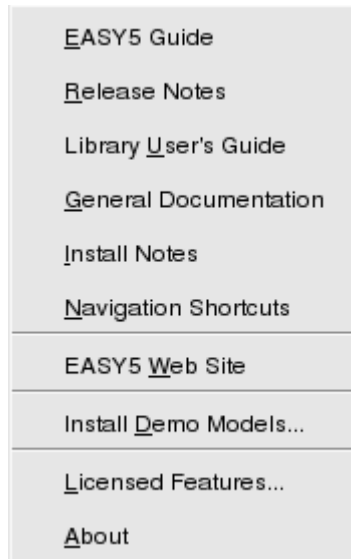 EASY5 Guide
Release Notes
Library User's Guide
General Documentation
Install Notes
Navigation Shortcuts
EASY5 Web Site
Install Demo Models...
Licensed Features...
About